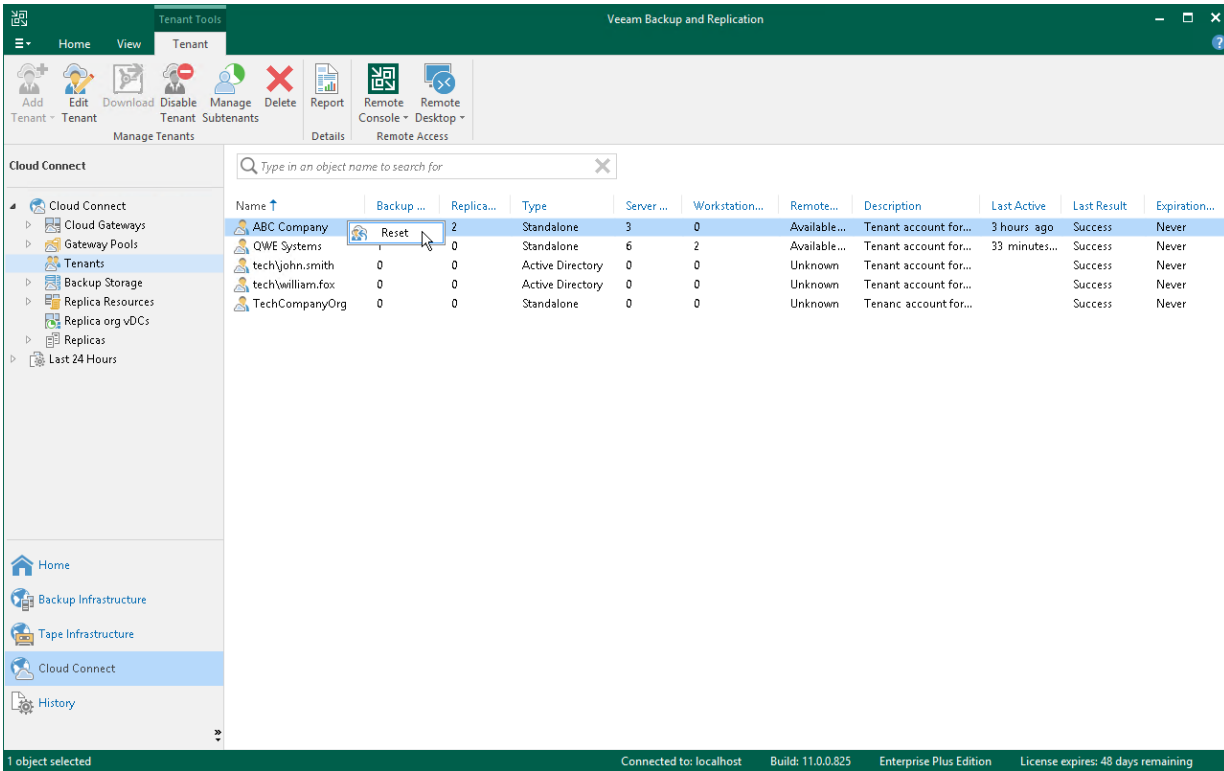 Tenant Tools
Veeam Backup and Replication
Home View Tenant
Add Tenant
Edit Tenant
Download
Disable Tenant
Manage Subtenants
Delete
Report
Remote Console
Remote Desktop
Manage Tenants
Details
Remote Access
Cloud Connect
Type in an object name to search for
Cloud Connect
Cloud Gateways
Gateway Pools
Tenants
Backup Storage
Replica Resources
Replica org vDCs
Replicas
Last 24 Hours
Name Backup ... Replica... Type Server ... Workstation... Remote... Description Last Active Last Result Expiration...
ABC Company 2 Standalone 3 0 Available... Tenant account for... 3 hours ago Success Never
Reset
QWE Systems 1 0 Standalone 6 2 Available... Tenant account for... 33 minutes... Success Never
tech\john.smith 0 0 Active Directory 0 0 Unknown Tenant account for... Success Never
tech\william.fox 0 0 Active Directory 0 0 Unknown Tenant account for... Success Never
TechCompanyOrg 0 0 Standalone 0 0 Unknown Tenanc account for... Success Never
Home
Backup Infrastructure
Tape Infrastructure
Cloud Connect
History
1 object selected
Connected to: localhost Build: 11.0.0.825 Enterprise Plus Edition License expires: 48 days remaining